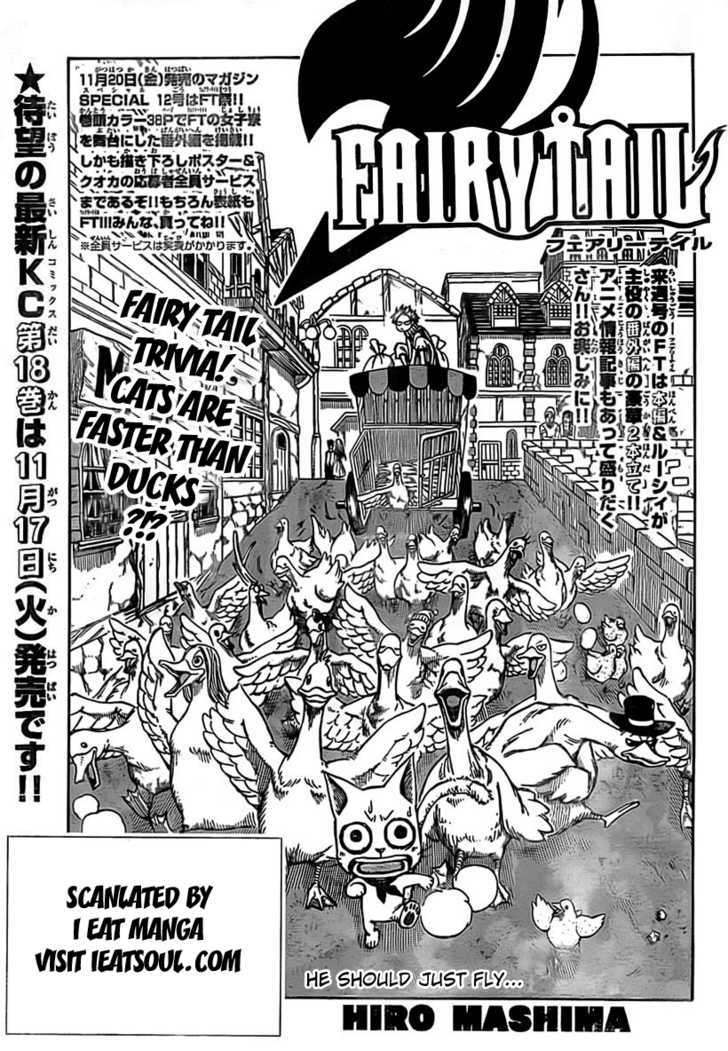 11月20日(金)発売のマガジン
SPECIAL 12号はFT祭!!
巻頭カラー38PでFTの女子寮
を舞台にした番外編を掲載!!
しかも描き下ろしポスター&
クオカの応募者全員サービス
まであるぞ!!もちろん表紙も
FT!!!みんな、買ってね!!
※全員サービスは実費がかかります。
FAIRY TAIL
フェアリーテイル
★待望の最新KC第18巻は11月17日(火)発売です!!
来週号のFTは本編&ルーシィが
主役の番外編の豪華2本立て!!
アニメ情報記事もあって盛りだく
さん!!お楽しみに!!
FAIRY TAIL
TRIVIA!
CATS ARE
FASTER THAN
DUCKS
?!?
SCANLATED BY
I EAT MANGA
VISIT IEATSOUL.COM
HE SHOULD JUST FLY...
HIRO MASHIMA